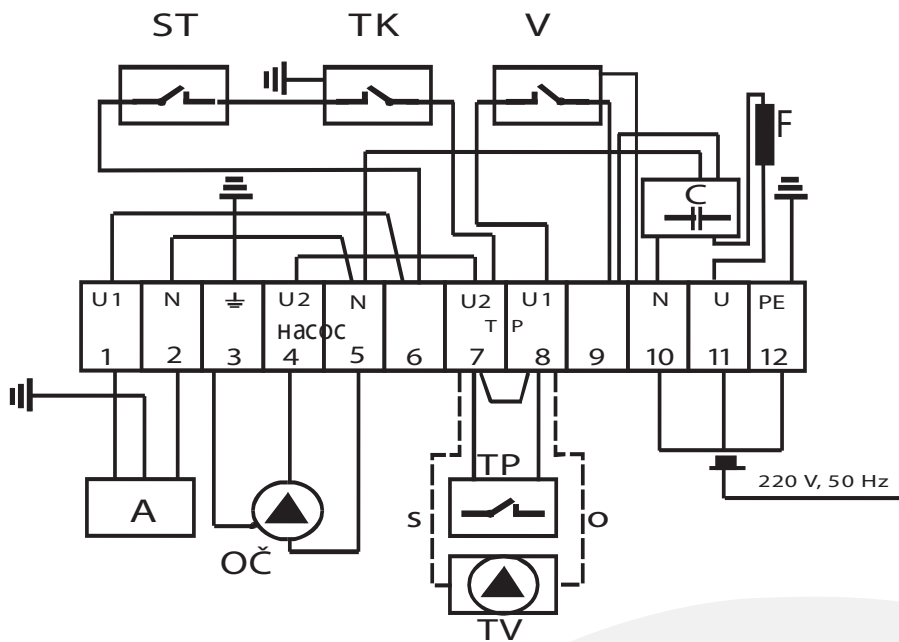 ST TK V
F
C
U1 N U2 N U2 U1 N U PE
насос T P
1 2 3 4 5 6 7 8 9 10 11 12
TP
220 V, 50 Hz
A s o
OČ
TV